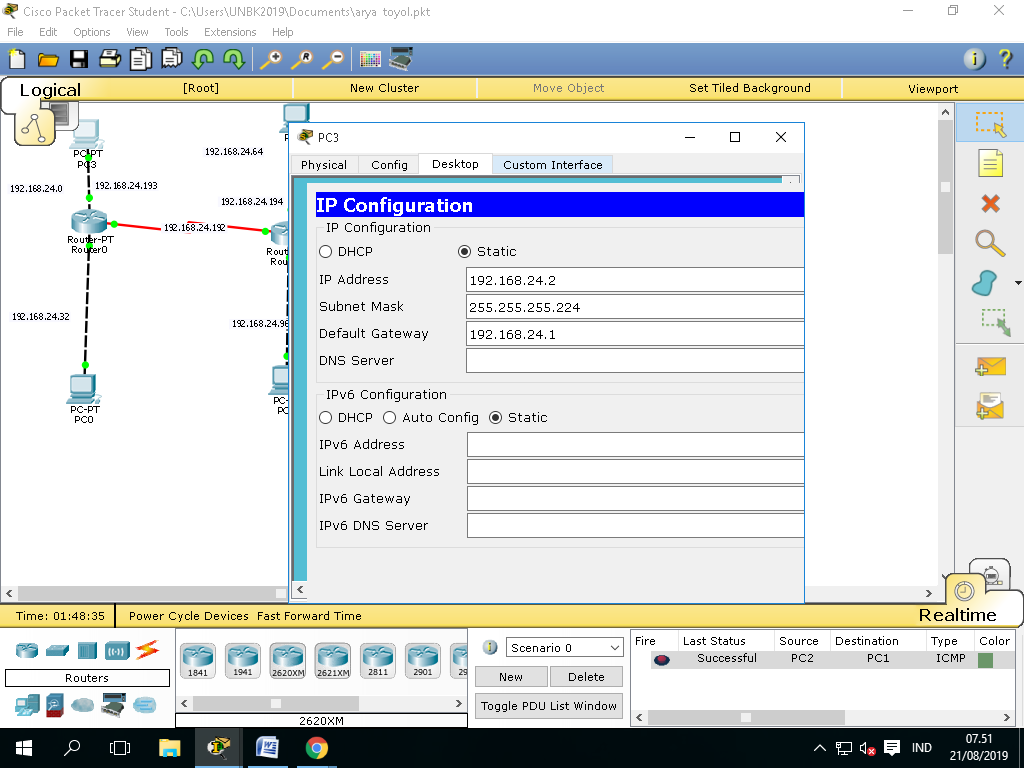 Cisco Packet Tracer Student - C:\Users\UNBK2019\Documents\arya toyol.pkt
File Edit Options View Tools Extensions Help
Logical [Root] New Cluster Move Object Set Tiled Background Viewport
PC-PT
PC3
192.168.24.64
192.168.24.0
192.168.24.193
192.168.24.194
192.168.24.192
Router-PT
Router0
192.168.24.32
192.168.24.96
PC-PT
PC0
PC3
Physical Config Desktop Custom Interface
IP Configuration
IP Configuration
DHCP Static
IP Address 192.168.24.2
Subnet Mask 255.255.255.224
Default Gateway 192.168.24.1
DNS Server
IPv6 Configuration
DHCP Auto Config Static
IPv6 Address
Link Local Address
IPv6 Gateway
IPv6 DNS Server
Time: 01:48:35 Power Cycle Devices Fast Forward Time Realtime
Routers
1841 1941 2620XM 2621XM 2811 2901
2620XM
Scenario 0
New Delete
Toggle PDU List Window
Fire Last Status Source Destination Type Color
Successful PC2 PC1 ICMP
IND
07.51
21/08/2019